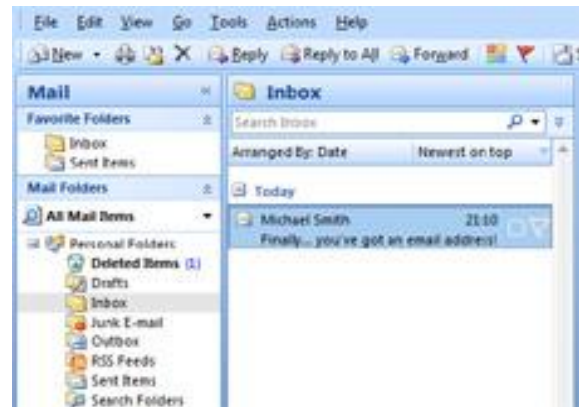 File Edit View Go Tools Actions Help
New Reply Reply to All Forward
Mail
Favorite Folders
Inbox
Sent Items
Mail Folders
All Mail Items
Personal Folders
Deleted Items (1)
Drafts
Inbox
Junk E-mail
Outbox
RSS Feeds
Sent Items
Search Folders
Inbox
Search Inbox
Arranged By: Date Newest on top
Today
Michael Smith 21:10
Finally... you've got an email address!